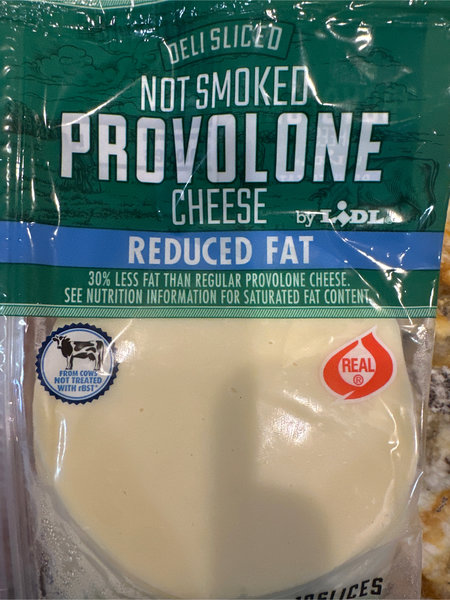 DELI SLICED
NOT SMOKED
PROVOLONE
CHEESE
by LiDL
REDUCED FAT
30% LESS FAT THAN REGULAR PROVOLONE CHEESE.
SEE NUTRITION INFORMATION FOR SATURATED FAT CONTENT.
FROM COWS
NOT TREATED
WITH rBST*
REAL
®
SLICES